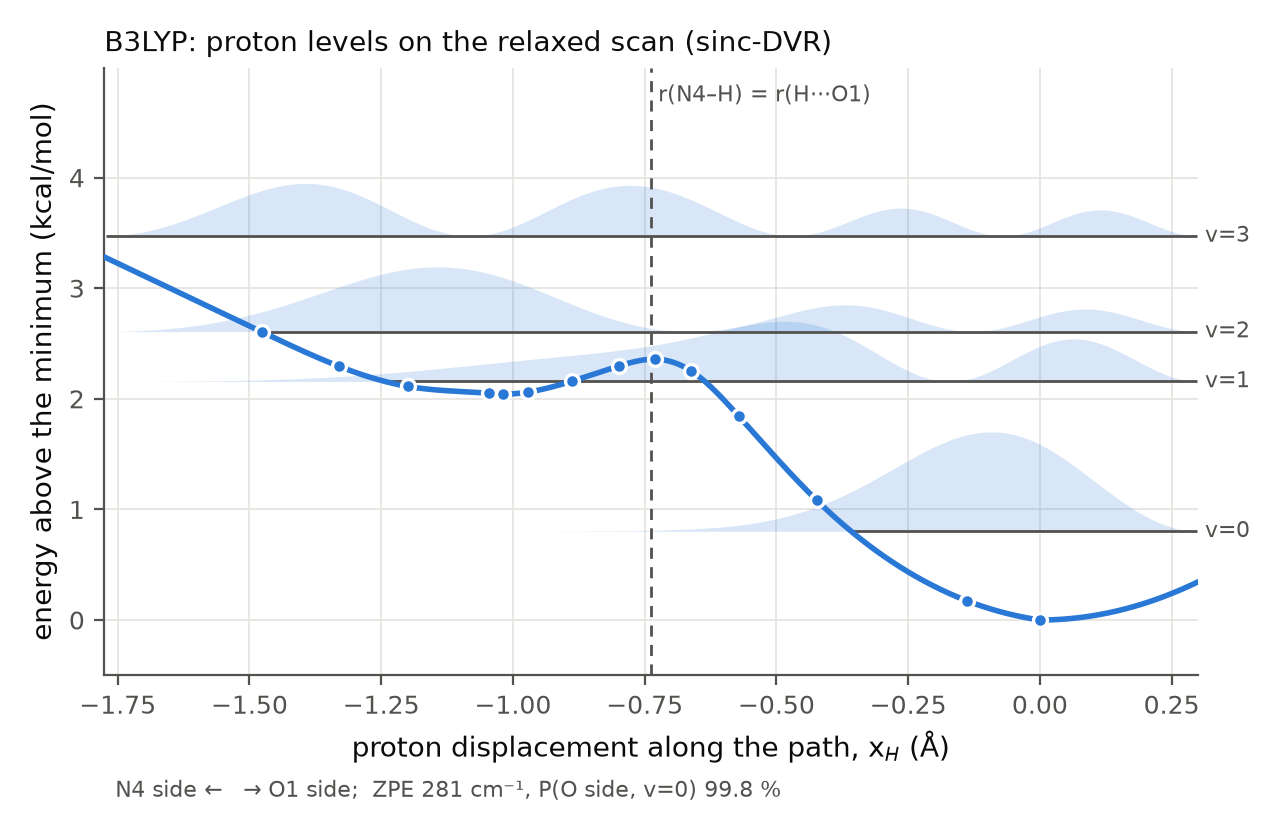 B3LYP: proton levels on the relaxed scan (sinc-DVR)
r(N4–H) = r(H···O1)
energy above the minimum (kcal/mol)
4
3
2
1
0
v=3
v=2
v=1
v=0
−1.75 −1.50 −1.25 −1.00 −0.75 −0.50 −0.25 0.00 0.25
proton displacement along the path, x_H (Å)
N4 side ← → O1 side; ZPE 281 cm⁻¹, P(O side, v=0) 99.8 %